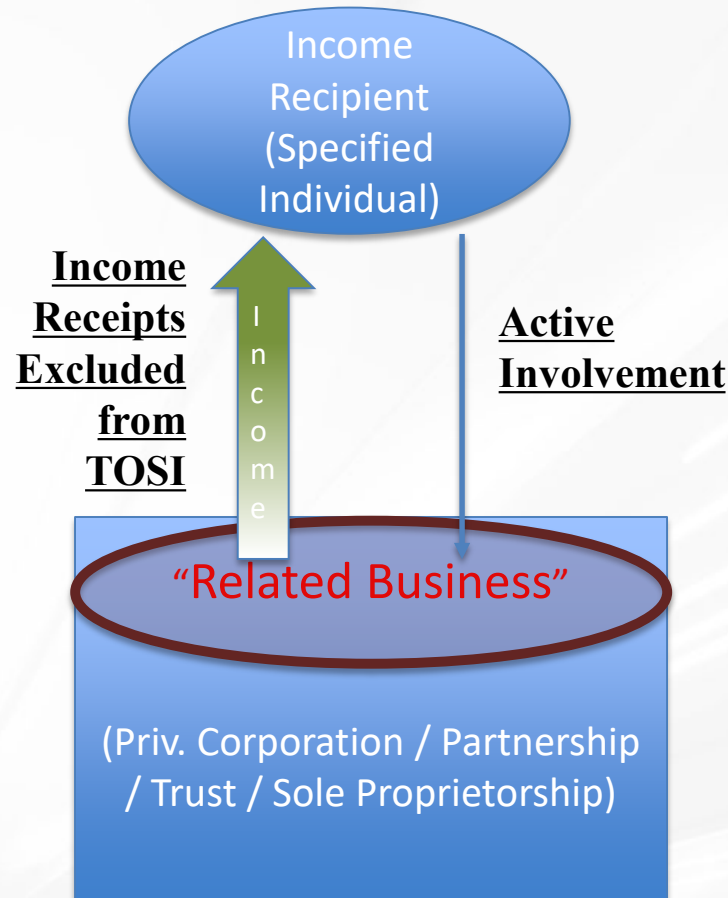 Income
Recipient
(Specified
Individual)
Income
Receipts
Excluded
from
TOSI
Income
Active
Involvement
“Related Business”
(Priv. Corporation / Partnership
/ Trust / Sole Proprietorship)